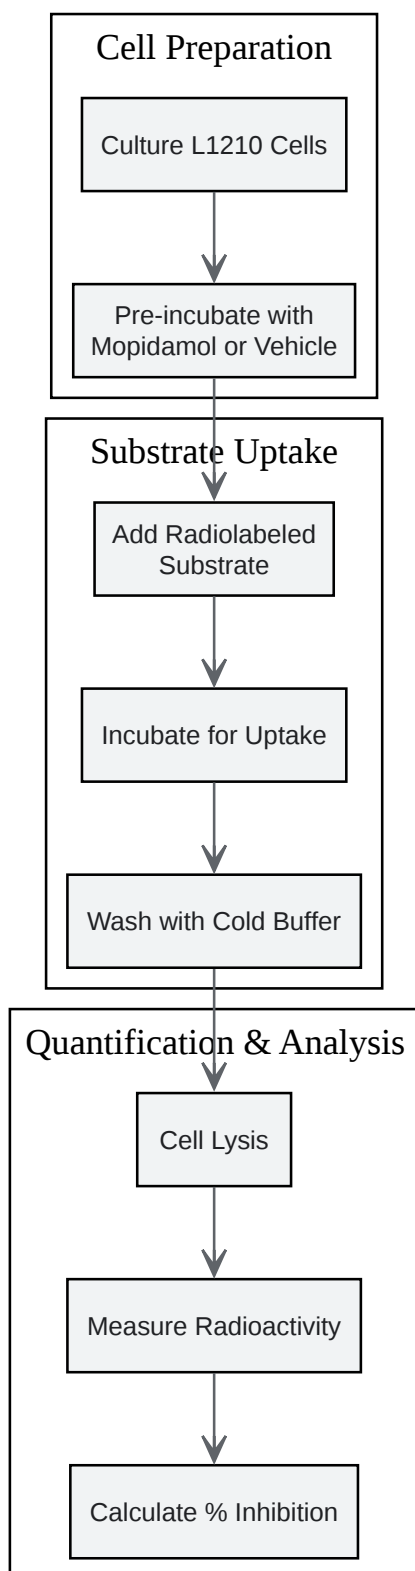 Cell Preparation
Culture L1210 Cells
Pre-incubate with
Mopidamol or Vehicle
Substrate Uptake
Add Radiolabeled
Substrate
Incubate for Uptake
Wash with Cold Buffer
Quantification & Analysis
Cell Lysis
Measure Radioactivity
Calculate % Inhibition